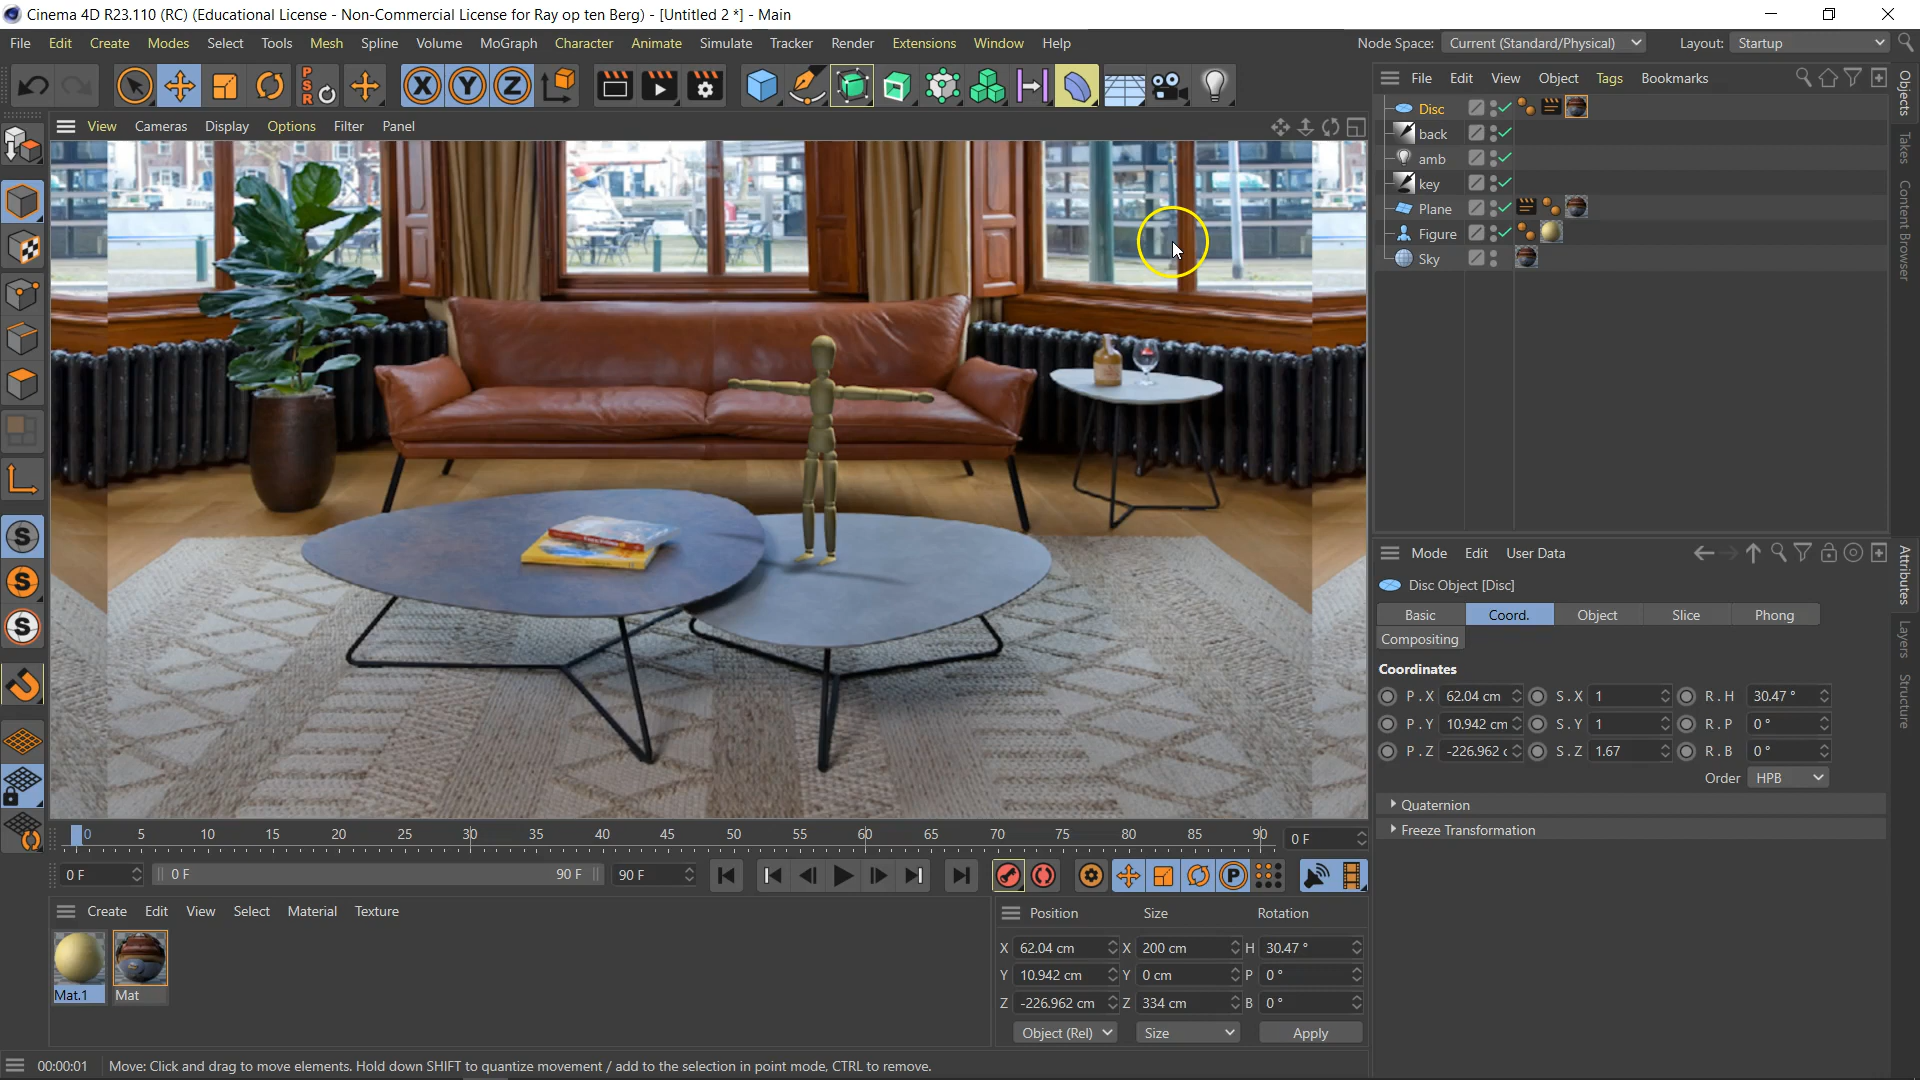 Cinema 4D R23.110 (RC) (Educational License - Non-Commercial License for Ray op ten Berg) - [Untitled 2 *] - Main
File Edit Create Modes Select Tools Mesh Spline Volume MoGraph Character Animate Simulate Tracker Render Extensions Window Help Node Space: Current (Standard/Physical) Layout: Startup
PSR X Y Z
File Edit View Object Tags Bookmarks
View Cameras Display Options Filter Panel
Disc
back
amb
key
Plane
Figure
Sky
Objects
Takes
Content Browser
Mode Edit User Data
Disc Object [Disc]
Basic Coord. Object Slice Phong
Compositing
Coordinates
P . X 62.04 cm S . X 1 R . H 30.47 °
P . Y 10.942 cm S . Y 1 R . P 0 °
P . Z -226.962 c S . Z 1.67 R . B 0 °
Order HPB
Quaternion
Freeze Transformation
Attributes
Layers
Structure
S
S
S
0 5 10 15 20 25 30 35 40 45 50 55 60 65 70 75 80 85 90 0 F
0 F 0 F 90 F 90 F P
Create Edit View Select Material Texture
Mat.1 Mat
Position Size Rotation
X 62.04 cm X 200 cm H 30.47 °
Y 10.942 cm Y 0 cm P 0 °
Z -226.962 cm Z 334 cm B 0 °
Object (Rel) Size Apply
00:00:01 Move: Click and drag to move elements. Hold down SHIFT to quantize movement / add to the selection in point mode, CTRL to remove.